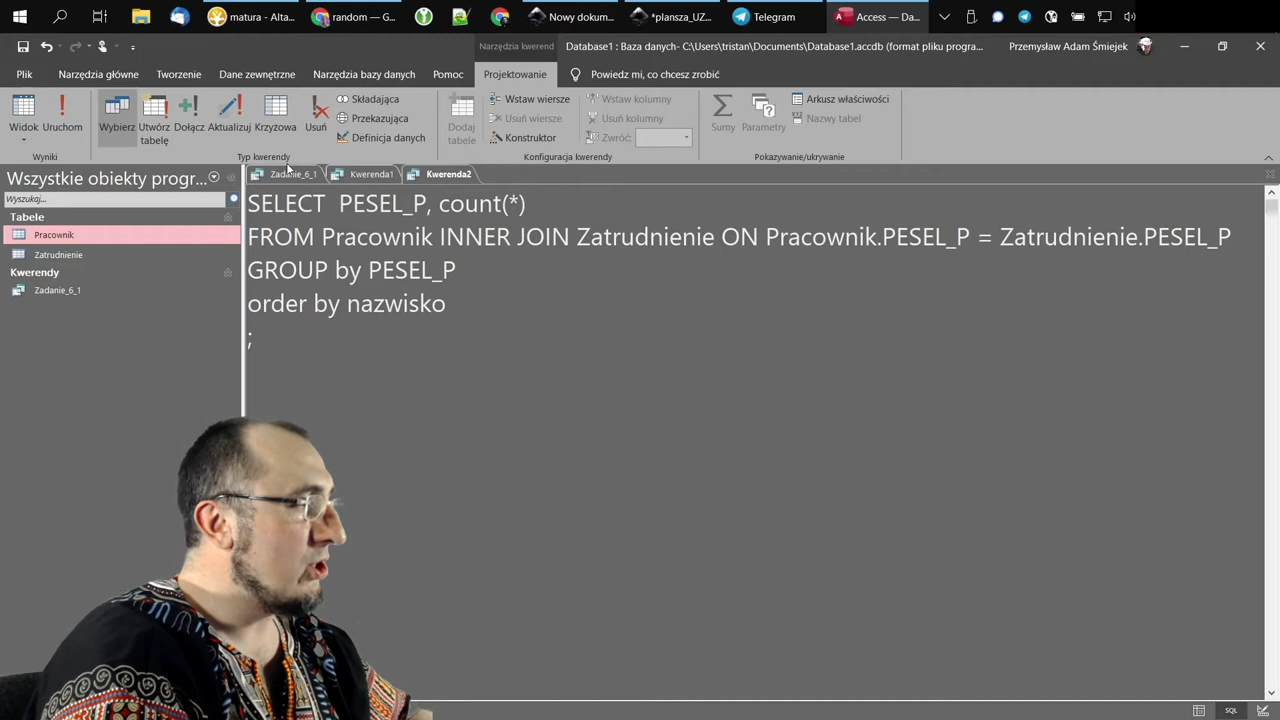 matura - Alta...
random — G...
Nowy dokum...
*plansza_UZ...
Telegram
Access — Da...
Narzędzia kwerend
Database1 : Baza danych- C:\Users\tristan\Documents\Database1.accdb (format pliku progra...
Przemysław Adam Śmiejek
Plik
Narzędzia główne
Tworzenie
Dane zewnętrzne
Narzędzia bazy danych
Pomoc
Projektowanie
Powiedz mi, co chcesz zrobić
Widok
Uruchom
Wybierz
Utwórz tabelę
Dołącz
Aktualizuj
Krzyżowa
Usuń
Składająca
Przekazująca
Definicja danych
Dodaj tabele
Wstaw wiersze
Usuń wiersze
Konstruktor
Wstaw kolumny
Usuń kolumny
Zwróć:
Sumy
Parametry
Arkusz właściwości
Nazwy tabel
Wyniki
Typ kwerendy
Konfiguracja kwerendy
Pokazywanie/ukrywanie
Wszystkie obiekty progr...
Zadanie_6_1
Kwerenda1
Kwerenda2
Wyszukaj...
Tabele
Pracownik
Zatrudnienie
Kwerendy
Zadanie_6_1
SELECT  PESEL_P, count(*)
FROM Pracownik INNER JOIN Zatrudnienie ON Pracownik.PESEL_P = Zatrudnienie.PESEL_P
GROUP by PESEL_P
order by nazwisko
;
SQL